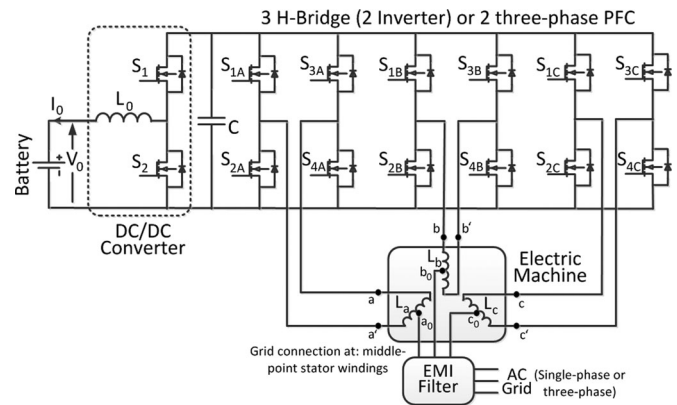 3 H-Bridge (2 Inverter) or 2 three-phase PFC
S1
S1A
S3A
S1B
S3B
S1C
S3C
I0
L0
C
Battery
+
-
V0
S2
S2A
S4A
S2B
S4B
S2C
S4C
DC/DC
Converter
b
b'
Electric
Machine
Lb
b0
a
La
a0
Lc
c0
c
a'
c'
Grid connection at: middle-
point stator windings
EMI
Filter
AC
Grid
(Single-phase or
three-phase)